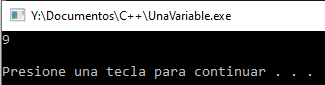 Y:\Documentos\C++\UnaVariable.exe
9
Presione una tecla para continuar . . .